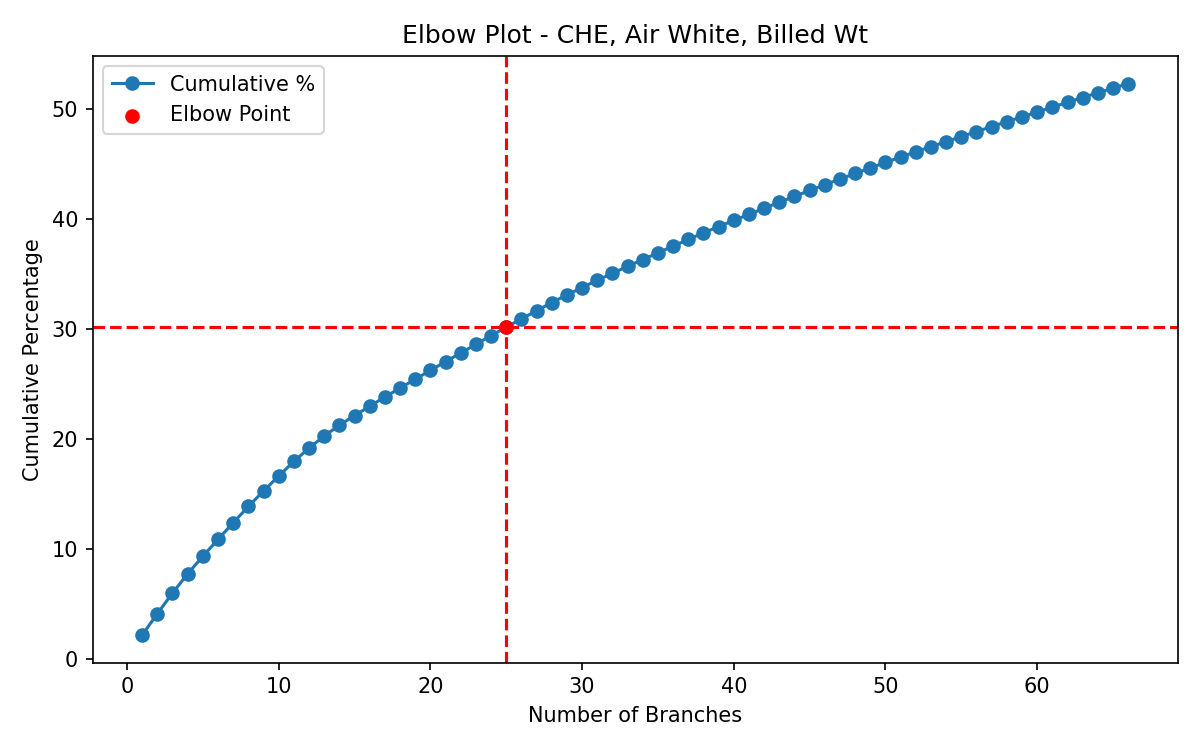 Elbow Plot - CHE, Air White, Billed Wt
Cumulative %
Elbow Point
Cumulative Percentage
50
40
30
20
10
0
0 10 20 30 40 50 60
Number of Branches